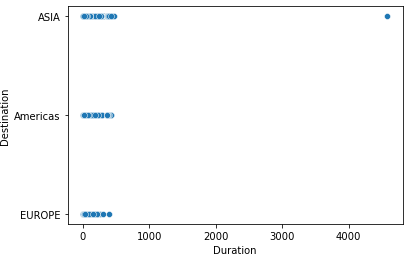 ASIA
Americas
EUROPE
Destination
0 1000 2000 3000 4000
Duration